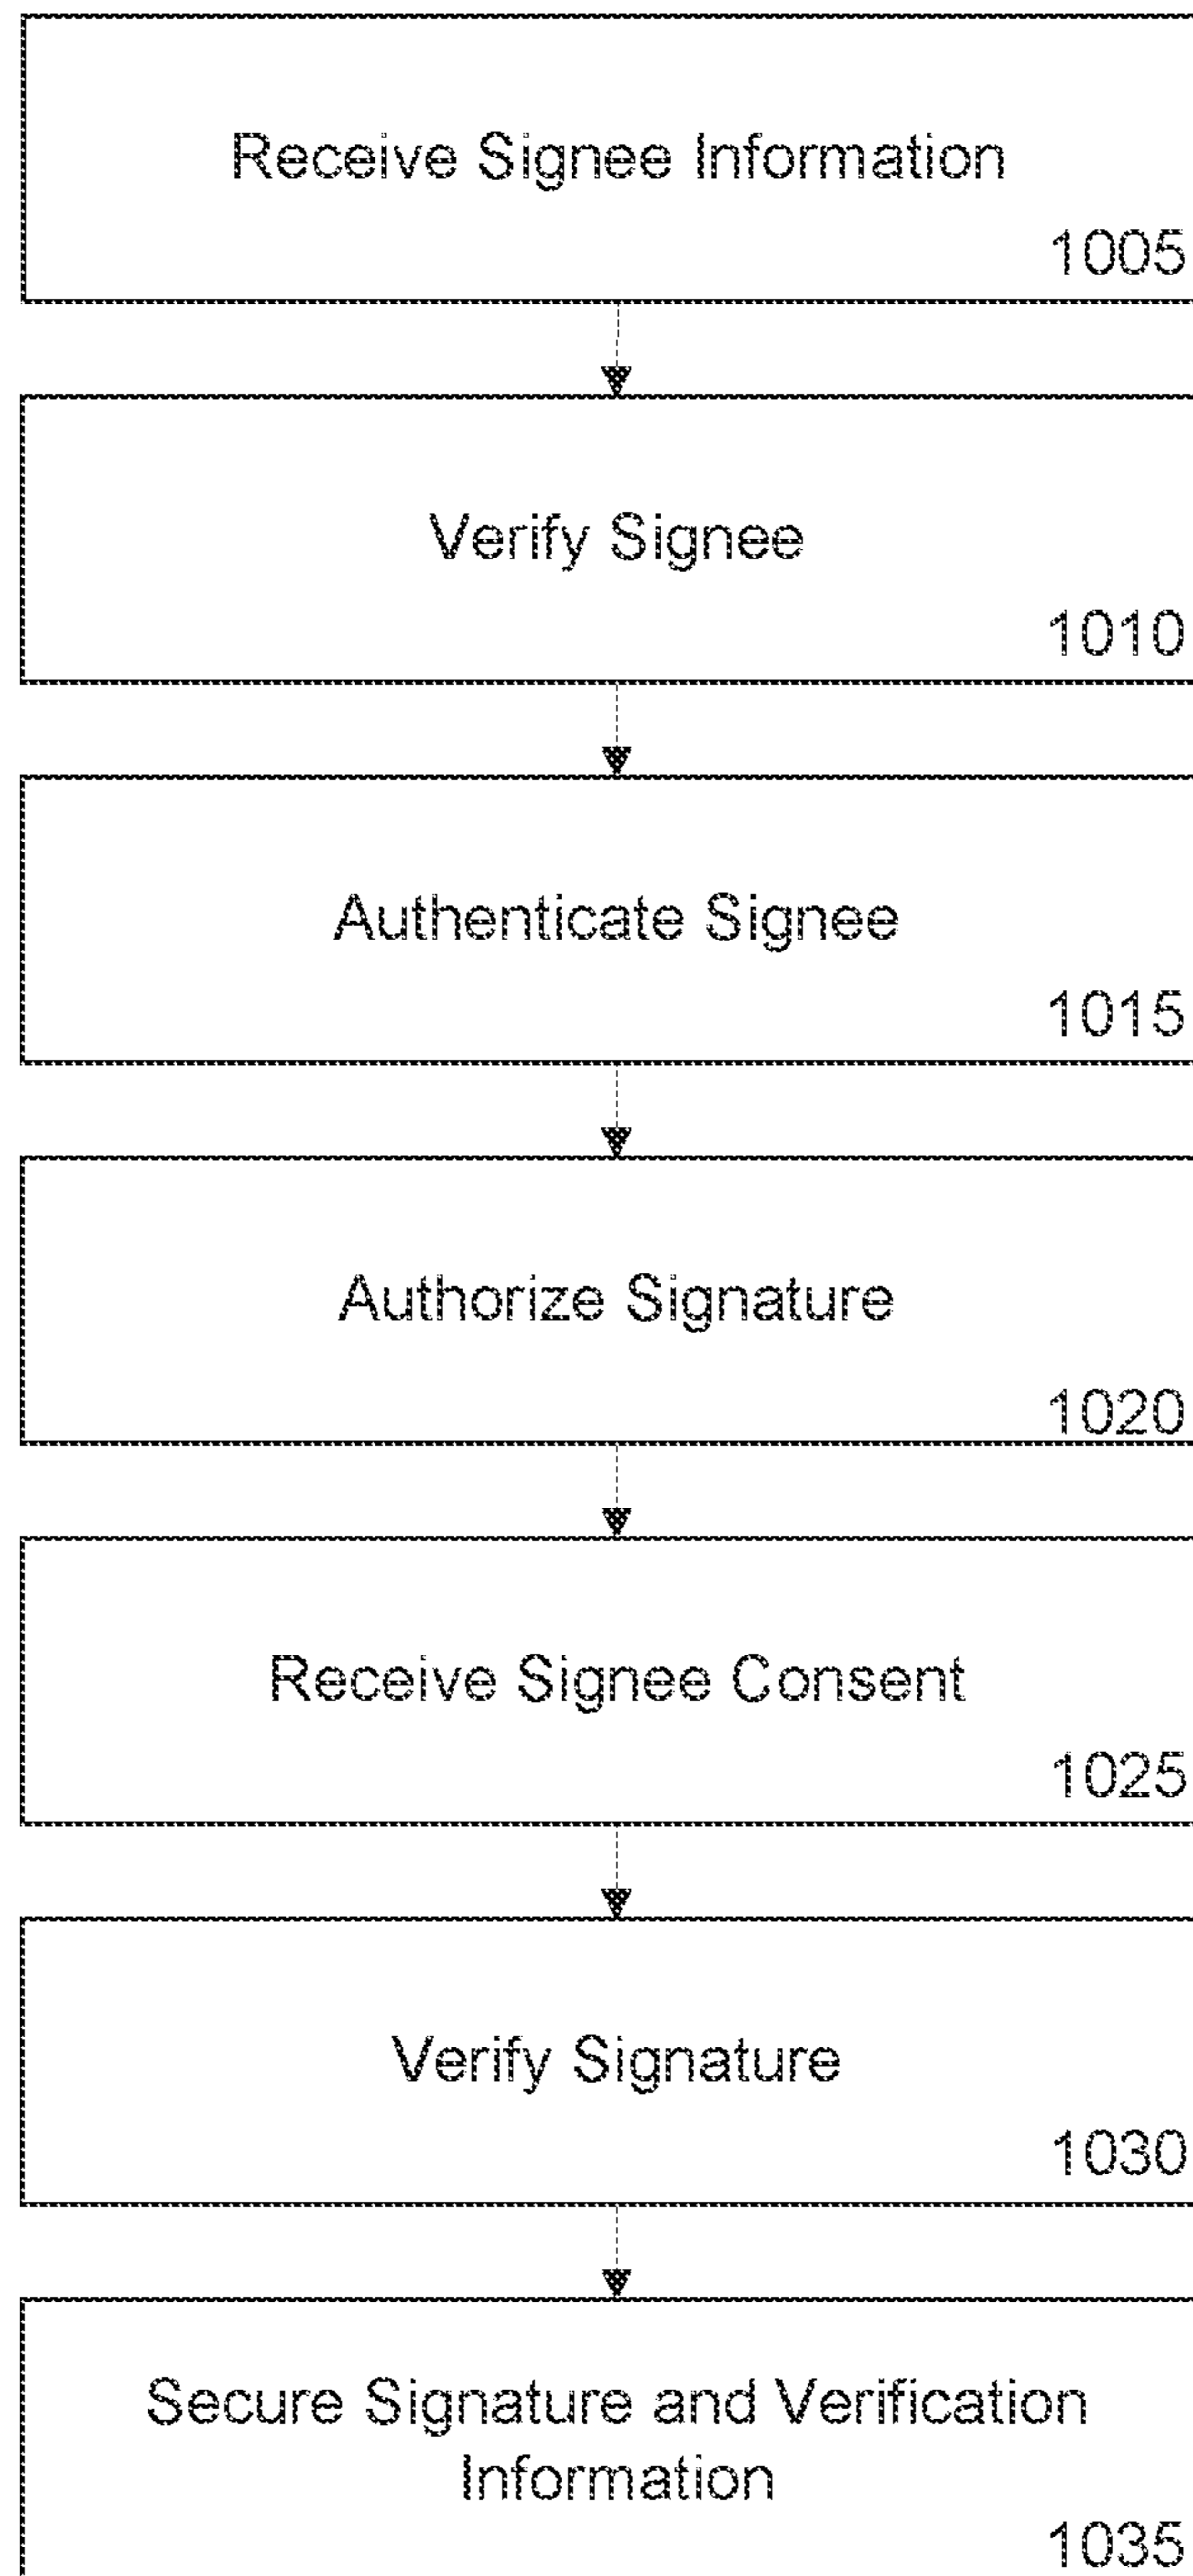 Receive Signee Information
1005
Verify Signee
1010
Authenticate Signee
1015
Authorize Signature
1020
Receive Signee Consent
1025
Verify Signature
1030
Secure Signature and Verification
Information
1035